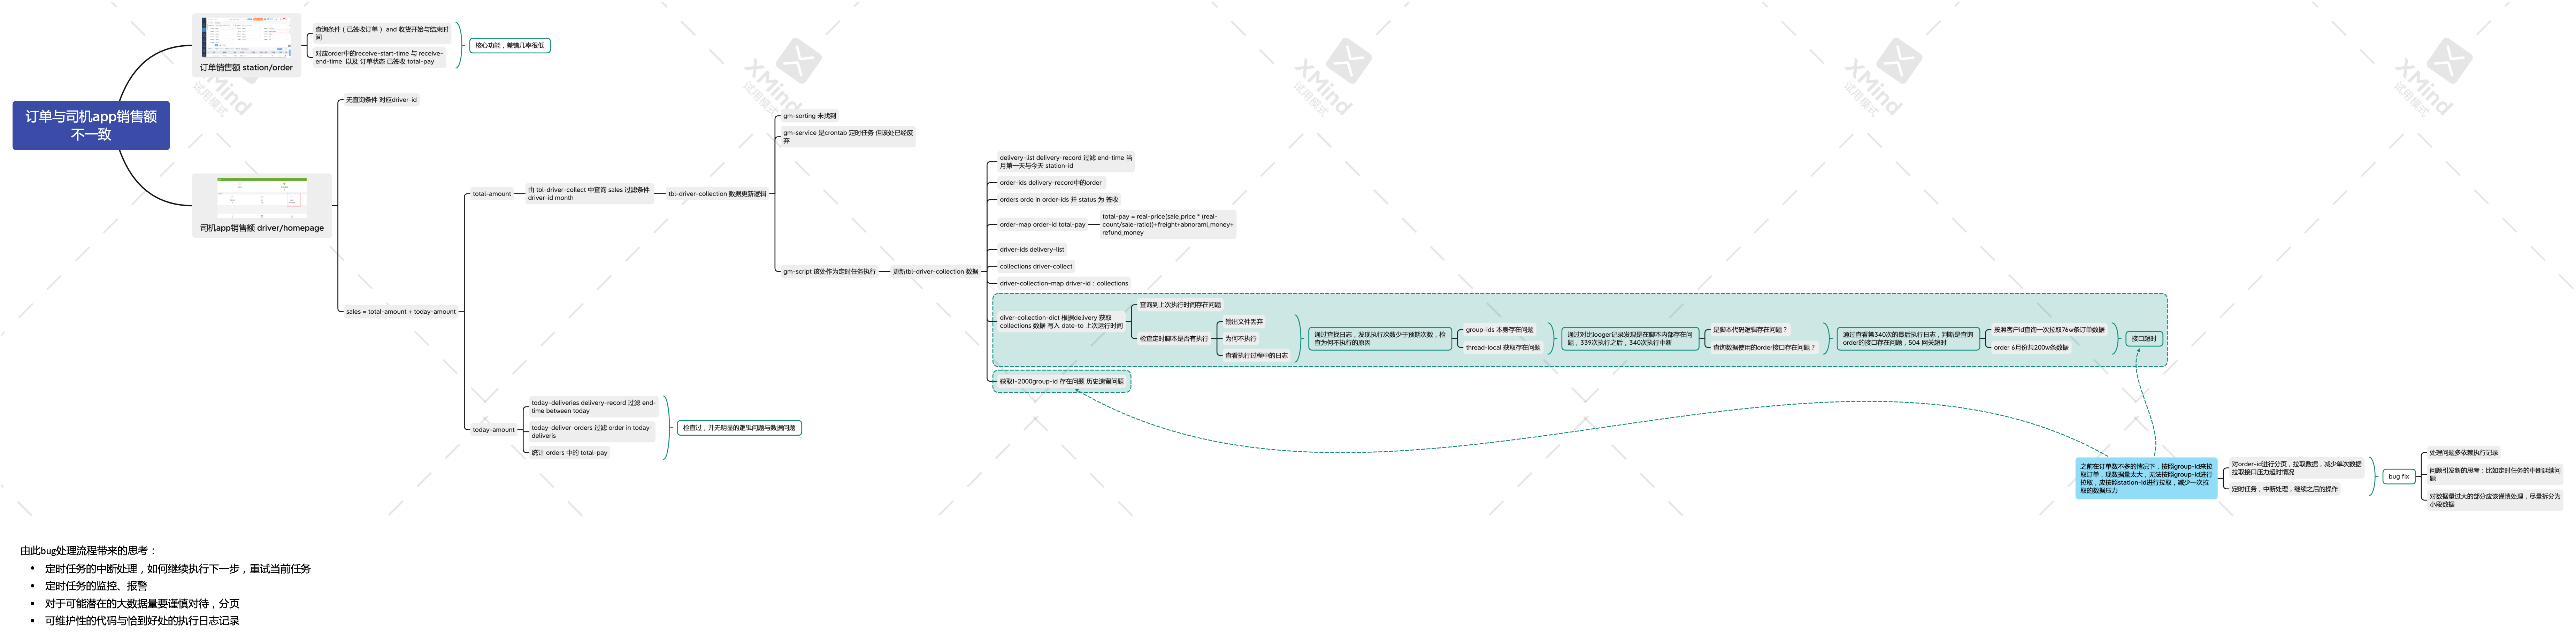 订单与司机app销售额
不一致
订单销售额 station/order
查询条件（已签收订单） and 收货开始与结束时
间
对应order中的receive-start-time 与 receive-
end-time 以及 订单状态 已签收 total-pay
核心功能，差错几率很低
司机app销售额 driver/homepage
无查询条件 对应driver-id
sales = total-amount + today-amount
total-amount
由 tbl-driver-collect 中查询 sales 过滤条件
driver-id month
tbl-driver-collection 数据更新逻辑
gm-sorting 未找到
gm-service 是crontab 定时任务 但该处已经废
弃
gm-script 该处作为定时任务执行
更新tbl-driver-collection 数据
delivery-list delivery-record 过滤 end-time 当
月第一天与今天 station-id
order-ids delivery-record中的order
orders orde in order-ids 并 status 为 签收
order-map order-id total-pay
total-pay = real-price(sale_price * (real-
count/sale-ratio))+freight+abnoraml_money+
refund_money
driver-ids delivery-list
collections driver-collect
driver-collection-map driver-id：collections
diver-collection-dict 根据delivery 获取
collections 数据 写入 date-to 上次运行时间
查询到上次执行时间存在问题
检查定时脚本是否有执行
输出文件丢弃
为何不执行
查看执行过程中的日志
通过查找日志，发现执行次数少于预期次数，检
查为何不执行的原因
group-ids 本身存在问题
thread-local 获取存在问题
通过对比looger记录发现是在脚本内部存在问
题，339次执行之后，340次执行中断
是脚本代码逻辑存在问题？
查询数据使用的order接口存在问题？
通过查看第340次的最后执行日志，判断是查询
order的接口存在问题，504 网关超时
按照客户id查询一次拉取76w条订单数据
order 6月份共200w条数据
接口超时
获取1-2000group-id 存在问题 历史遗留问题
today-amount
today-deliveries delivery-record 过滤 end-
time between today
today-deliver-orders 过滤 order in today-
deliveris
统计 orders 中的 total-pay
检查过，并无明显的逻辑问题与数据问题
之前在订单数不多的情况下，按照group-id来拉
取订单，现数据量太大，无法按照group-id进行
拉取，应按照station-id进行拉取，减少一次拉
取的数据压力
对order-id进行分页，拉取数据，减少单次数据
拉取接口压力超时情况
定时任务，中断处理，继续之后的操作
bug fix
处理问题多依赖执行记录
问题引发新的思考：比如定时任务的中断延续问
题
对数据量过大的部分应该谨慎处理，尽量拆分为
小段数据
由此bug处理流程带来的思考：
• 定时任务的中断处理，如何继续执行下一步，重试当前任务
• 定时任务的监控、报警
• 对于可能潜在的大数据量要谨慎对待，分页
• 可维护性的代码与恰到好处的执行日志记录
XMind
试用模式
XMind
试用模式
XMind
试用模式
XMind
试用模式
XMind
试用模式